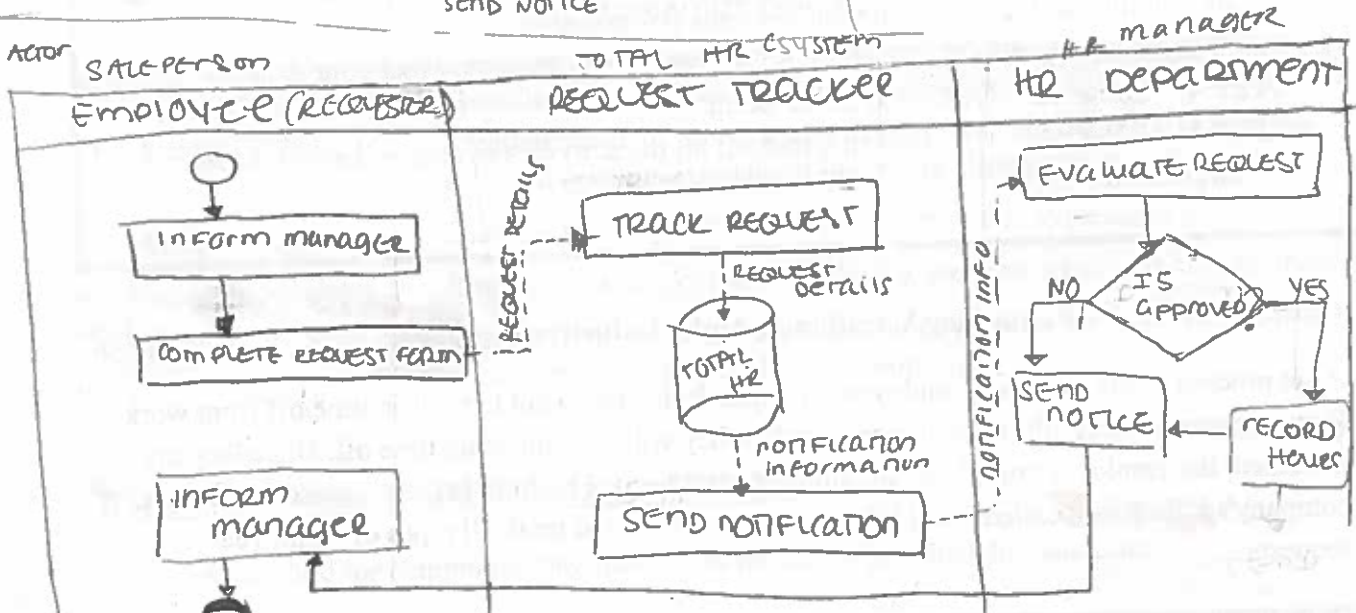 SEND NOTICE
ACTOR
SALEPERSON
EMPLOYEE (REQUESTER)
TOTAL HR (SYSTEM
REQUEST TRACKER
HR manager
HR DEPARTMENT
INFORM manager
COMPLETE REQUEST FORM
REQUEST DETAILS
TRACK REQUEST
REQUEST
DETAILS
TOTAL
HR
NOTIFICATION
INFORMATION
SEND NOTIFICATION
NOTIFICATION INFO
EVALUATE REQUEST
IS
APPROVED?
NO
YES
SEND
NOTICE
RECORD
INFORM
manager